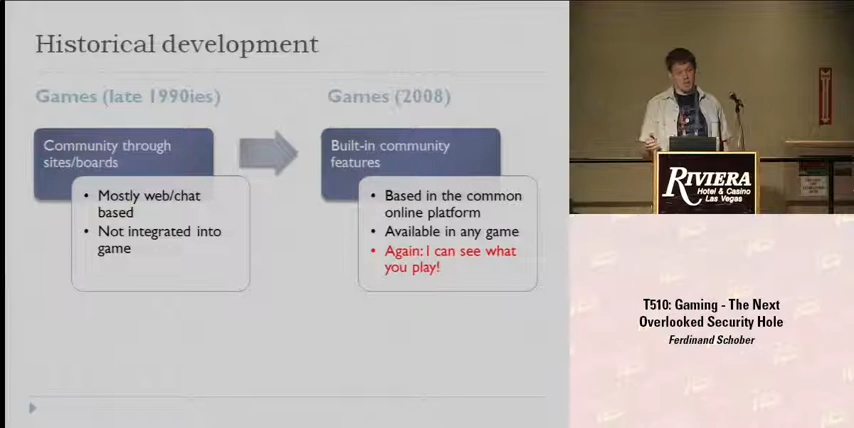 Historical development
Games (late 1990ies)
Games (2008)
Community through
sites/boards
• Mostly web/chat
based
• Not integrated into
game
Built-in community
features
• Based in the common
online platform
• Available in any game
• Again: I can see what
you play!
RIVIERA
Hotel & Casino
Las Vegas
T510: Gaming - The Next
Overlooked Security Hole
Ferdinand Schober